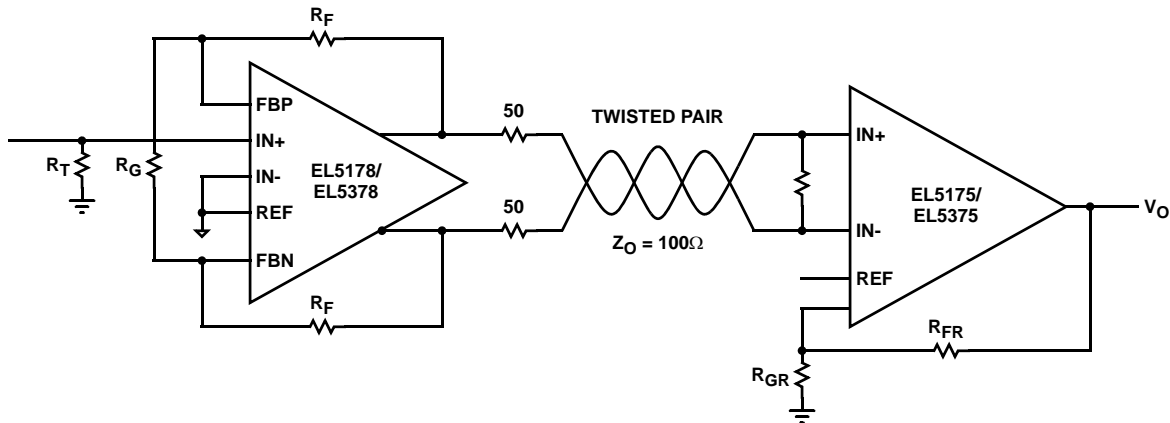 RF
50
TWISTED PAIR
FBP
IN+
IN+
RT
RG
IN-
EL5178/
EL5378
EL5175/
EL5375
VO
REF
50
IN-
FBN
ZO = 100Ω
REF
RF
RFR
RGR